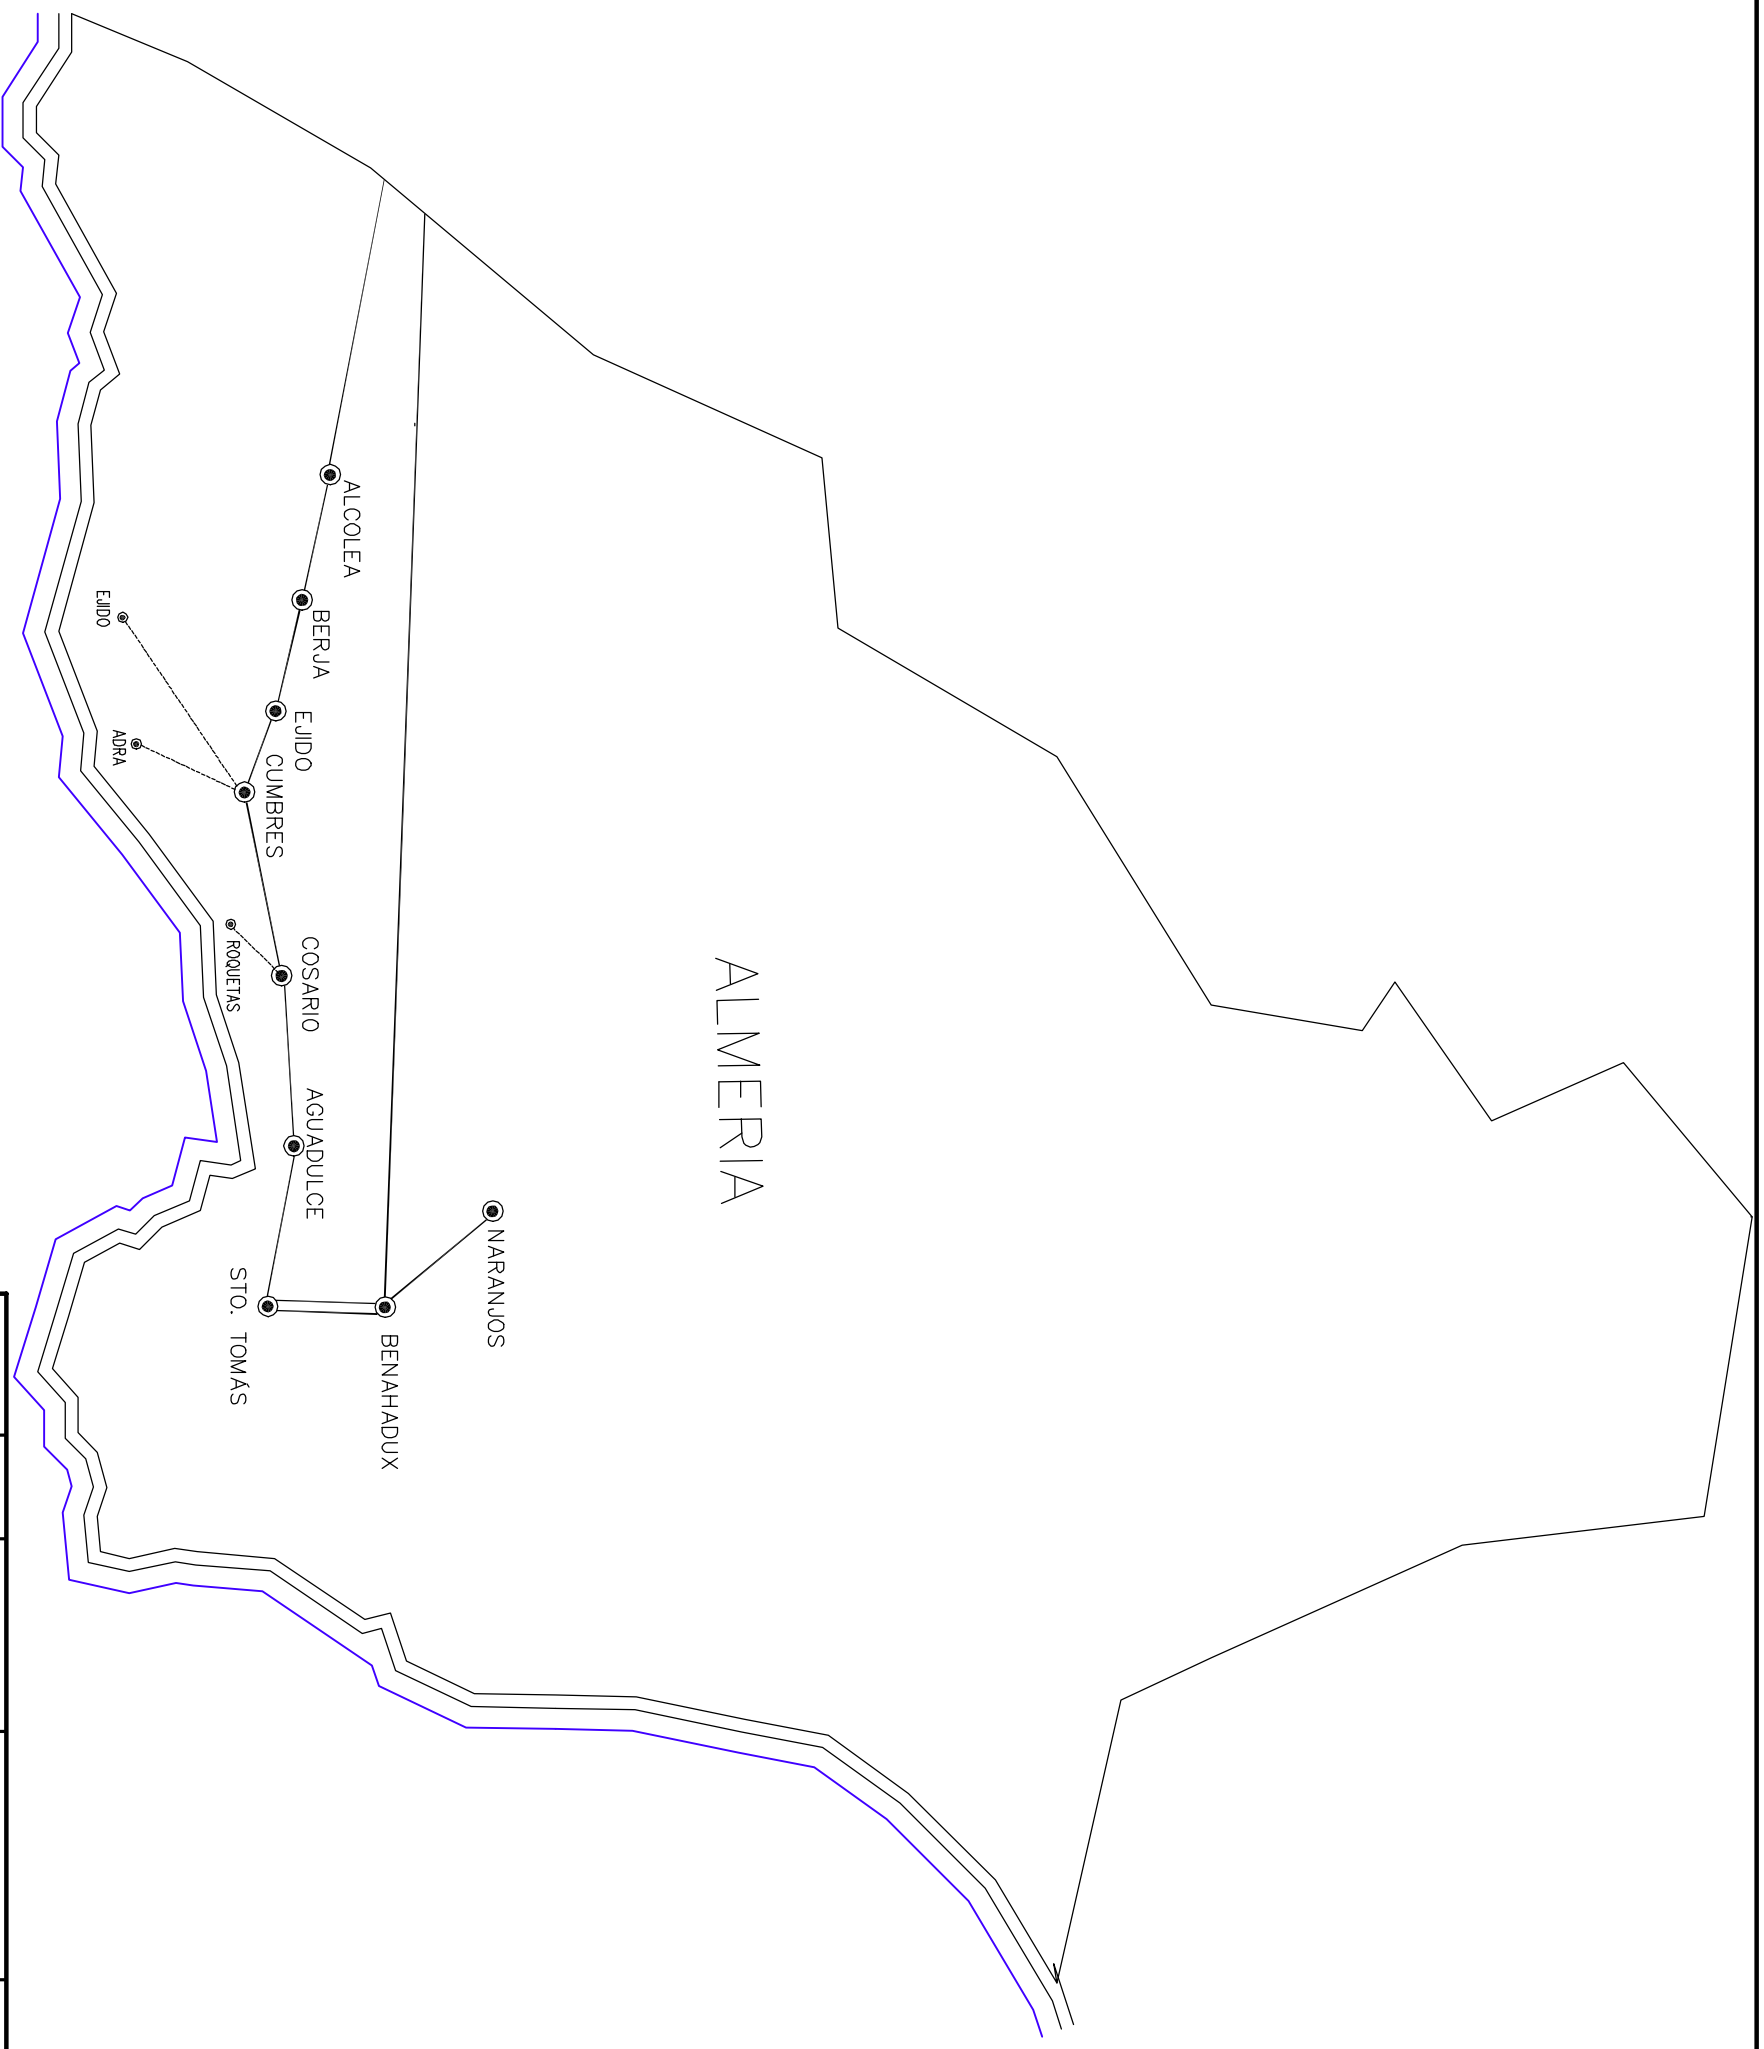 ALMERIA
NARANJOS
BENAHADUX
ALCOLEA
BERJA
EJIDO
CUMBRES
COSARIO
AGUADULCE
STO. TOMÁS
ROQUETAS
ADRA
EJIDO